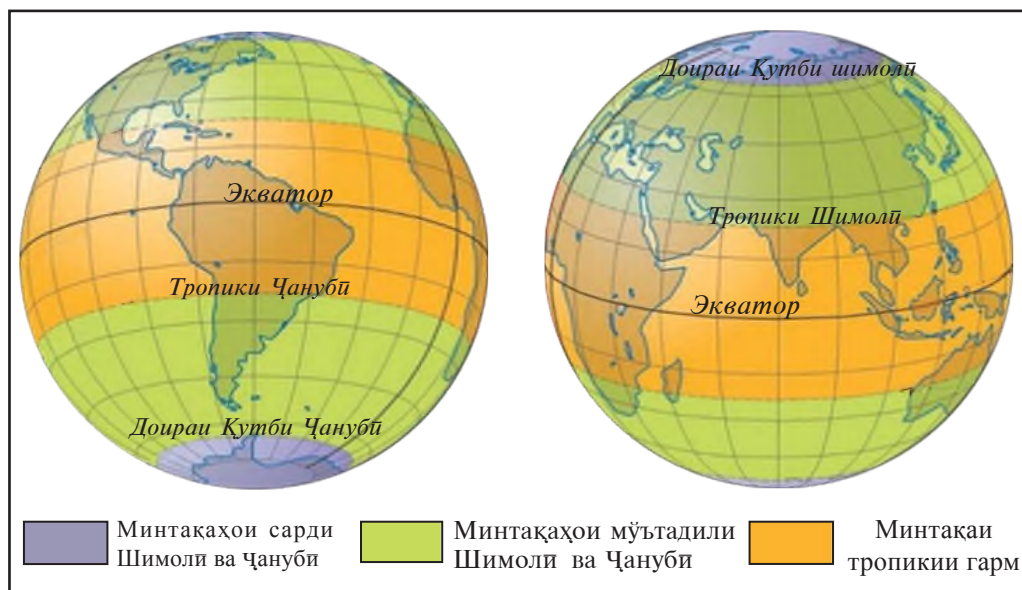 Экватор
Тропики Ҷанубӣ
Доираи Қутби Ҷанубӣ
Доираи Қутби шимолӣ
Тропики Шимолӣ
Экватор
Минтақаҳои сарди
Шимолӣ ва Ҷанубӣ
Минтақаҳои мӯътадили
Шимолӣ ва Ҷанубӣ
Минтақаи
тропикии гарм